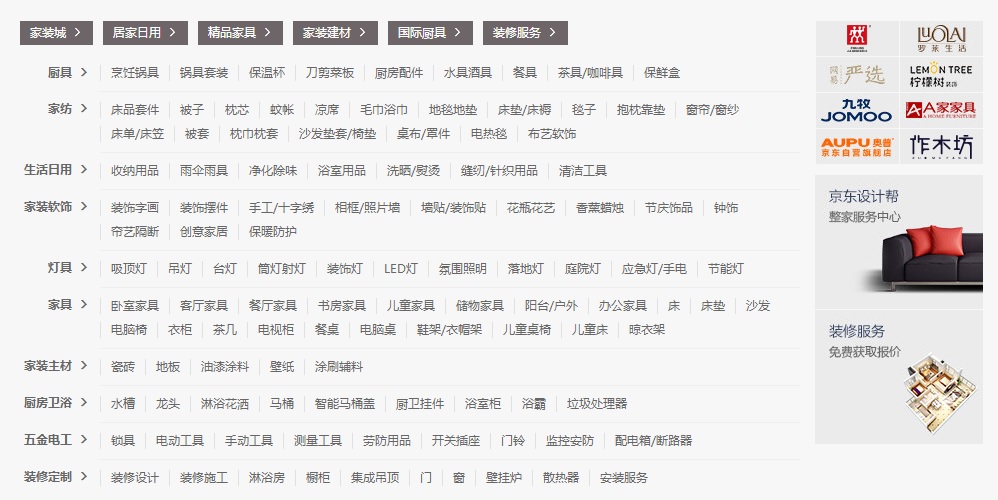 家装城 > 居家日用 > 精品家具 > 家装建材 > 国际厨具 > 装修服务 >
厨具 > 烹饪锅具 锅具套装 保温杯 刀剪菜板 厨房配件 水具酒具 餐具 茶具/咖啡具 保鲜盒
家纺 > 床品套件 被子 枕芯 蚊帐 凉席 毛巾浴巾 地毯地垫 床垫/床褥 毯子 抱枕靠垫 窗帘/窗纱
床单/床笠 被套 枕巾枕套 沙发垫套/椅垫 桌布/罩件 电热毯 布艺软饰
生活日用 > 收纳用品 雨伞雨具 净化除味 浴室用品 洗晒/熨烫 缝纫/针织用品 清洁工具
家装软饰 > 装饰字画 装饰摆件 手工/十字绣 相框/照片墙 墙贴/装饰贴 花瓶花艺 香薰蜡烛 节庆饰品 钟饰
帘艺隔断 创意家居 保暖防护
灯具 > 吸顶灯 吊灯 台灯 筒灯射灯 装饰灯 LED灯 氛围照明 落地灯 庭院灯 应急灯/手电 节能灯
家具 > 卧室家具 客厅家具 餐厅家具 书房家具 儿童家具 储物家具 阳台/户外 办公家具 床 床垫 沙发
电脑椅 衣柜 茶几 电视柜 餐桌 电脑桌 鞋架/衣帽架 儿童桌椅 儿童床 晾衣架
家装主材 > 瓷砖 地板 油漆涂料 壁纸 涂刷辅料
厨房卫浴 > 水槽 龙头 淋浴花洒 马桶 智能马桶盖 厨卫挂件 浴室柜 浴霸 垃圾处理器
五金电工 > 锁具 电动工具 手动工具 测量工具 劳防用品 开关插座 门铃 监控安防 配电箱/断路器
装修定制 > 装修设计 装修施工 淋浴房 橱柜 集成吊顶 门 窗 壁挂炉 散热器 安装服务
LUOLAI
罗莱生活
网易严选
LEMON TREE
柠檬树装饰
九牧
JOMOO
A家家具
A HOME FURNITURE
AUPU奥普
京东自营旗舰店
作木坊
ZUO MU FANG
京东设计帮
整家服务中心
装修服务
免费获取报价